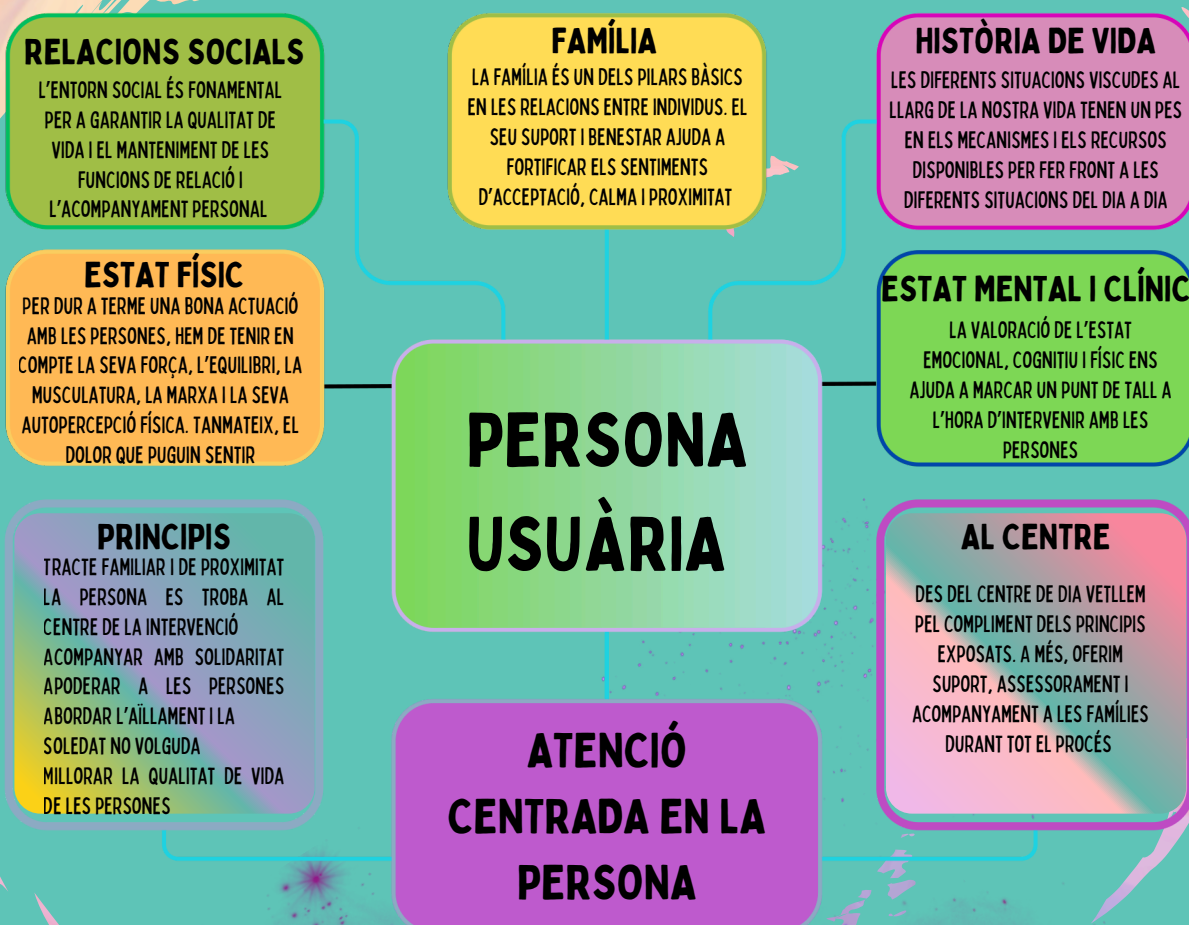 RELACIONS SOCIALS
L'ENTORN SOCIAL ÉS FONAMENTAL
PER A GARANTIR LA QUALITAT DE
VIDA I EL MANTENIMENT DE LES
FUNCIONS DE RELACIÓ I
L'ACOMPANYAMENT PERSONAL
FAMÍLIA
LA FAMÍLIA ÉS UN DELS PILARS BÀSICS
EN LES RELACIONS ENTRE INDIVIDUS. EL
SEU SUPORT I BENESTAR AJUDA A
FORTIFICAR ELS SENTIMENTS
D'ACCEPTACIÓ, CALMA I PROXIMITAT
HISTÒRIA DE VIDA
LES DIFERENTS SITUACIONS VISCUDES AL
LLARG DE LA NOSTRA VIDA TENEN UN PES
EN ELS MECANISMES I ELS RECURSOS
DISPONIBLES PER FER FRONT A LES
DIFERENTS SITUACIONS DEL DIA A DIA
ESTAT FÍSIC
PER DUR A TERME UNA BONA ACTUACIÓ
AMB LES PERSONES, HEM DE TENIR EN
COMPTE LA SEVA FORÇA, L'EQUILIBRI, LA
MUSCULATURA, LA MARXA I LA SEVA
AUTOPERCEPCIÓ FÍSICA. TANMATEIX, EL
DOLOR QUE PUGUIN SENTIR
ESTAT MENTAL I CLÍNIC
LA VALORACIÓ DE L'ESTAT
EMOCIONAL, COGNITIU I FÍSIC ENS
AJUDA A MARCAR UN PUNT DE TALL A
L'HORA D'INTERVENIR AMB LES
PERSONES
PERSONA
USUÀRIA
PRINCIPIS
TRACTE FAMILIAR I DE PROXIMITAT
LA PERSONA ES TROBA AL
CENTRE DE LA INTERVENCIÓ
ACOMPANYAR AMB SOLIDARITAT
APODERAR A LES PERSONES
ABORDAR L'AÏLLAMENT I LA
SOLEDAT NO VOLGUDA
MILLORAR LA QUALITAT DE VIDA
DE LES PERSONES
AL CENTRE
DES DEL CENTRE DE DIA VETLLEM
PEL COMPLIMENT DELS PRINCIPIS
EXPOSATS. A MÉS, OFERIM
SUPORT, ASSESSORAMENT I
ACOMPANYAMENT A LES FAMÍLIES
DURANT TOT EL PROCÉS
ATENCIÓ
CENTRADA EN LA
PERSONA